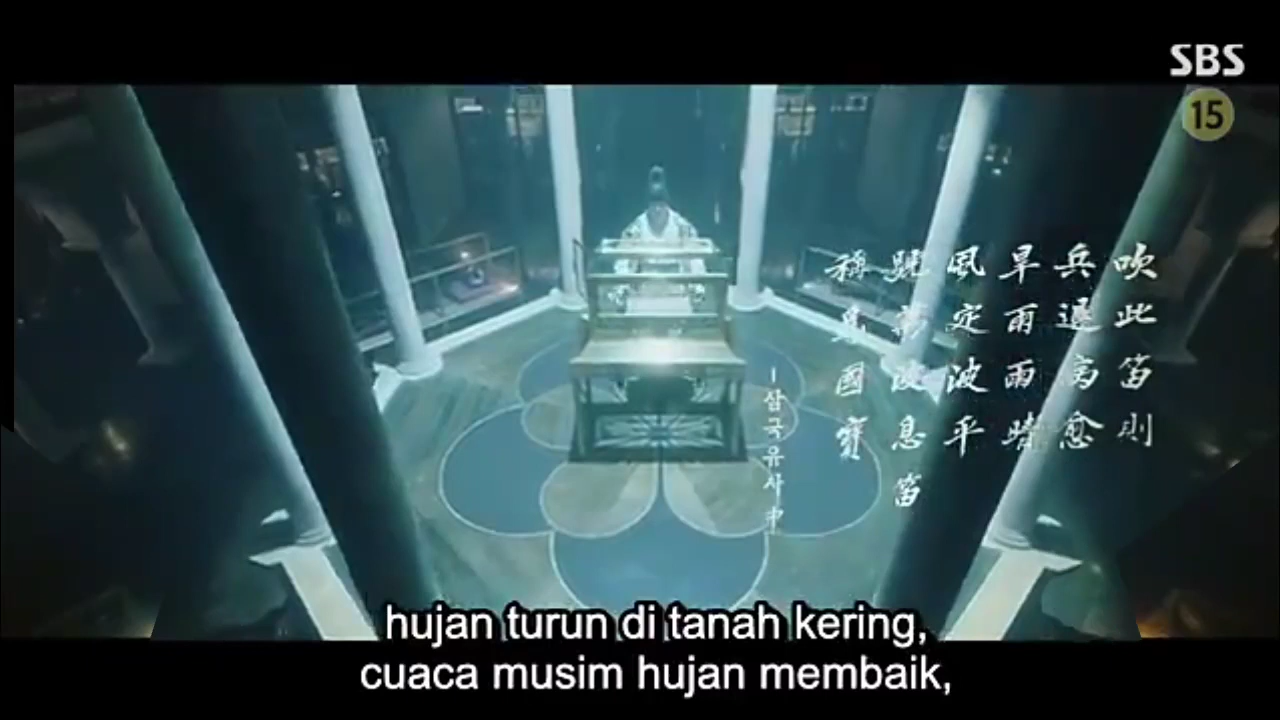 SBS
15
吹此笛則
兵退病愈
旱雨雨晴
風定波平
號萬波息笛
稱為國寶
-삼국유사 中
hujan turun di tanah kering,
cuaca musim hujan membaik,